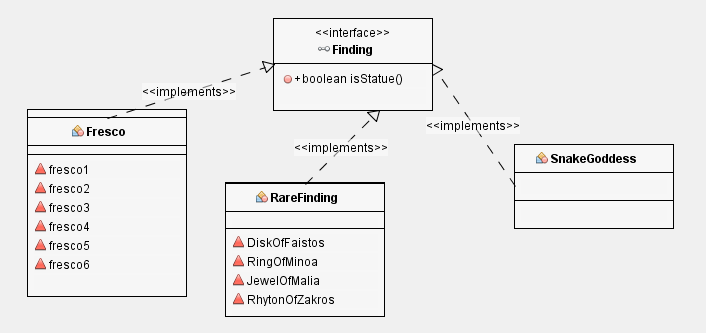 <<interface>>
Finding
+ boolean isStatue()
<<implements>>
<<implements>>
<<implements>>
Fresco
fresco1
fresco2
fresco3
fresco4
fresco5
fresco6
RareFinding
DiskOfFaistos
RingOfMinoa
JewelOfMalia
RhytonOfZakros
SnakeGoddess